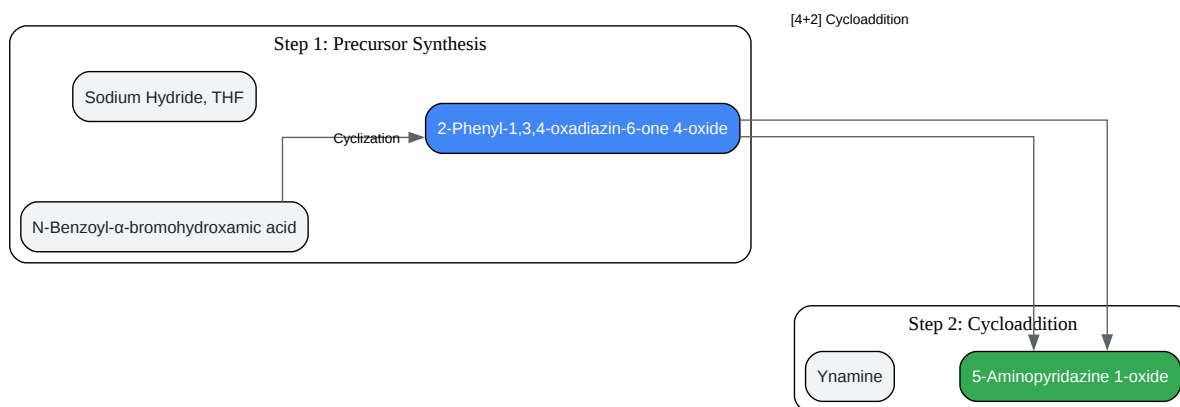 [4+2] Cycloaddition
Step 1: Precursor Synthesis
Sodium Hydride, THF
Cyclization
2-Phenyl-1,3,4-oxadiazin-6-one 4-oxide
N-Benzoyl-α-bromohydroxamic acid
Step 2: Cycloaddition
Ynamine
5-Aminopyridazine 1-oxide